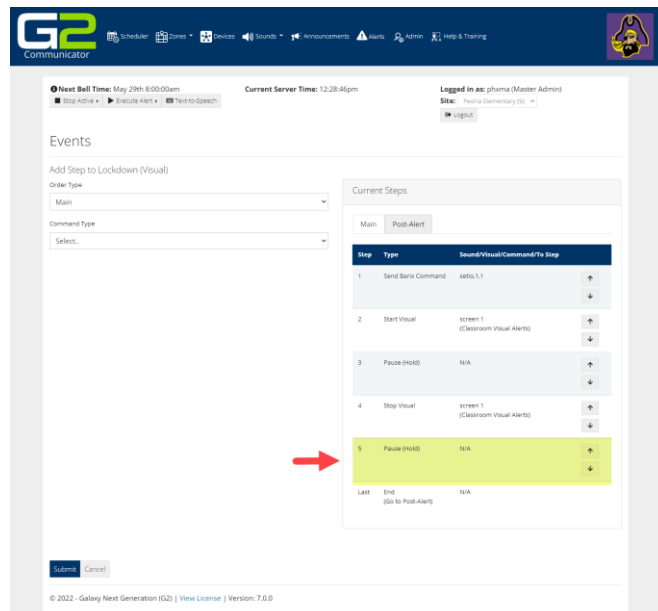 G2
Communicator
Scheduler Zones Devices Sounds Announcements Alerts Admin Help & Training
Next Bell Time: May 29th 8:00:00am Current Server Time: 12:28:46pm Logged in as: phxma (Master Admin)
Stop Active Execute Alert Text-to-Speech Site: Peoria Elementary (9)
Logout
Events
Add Step to Lockdown (Visual)
Order Type
Main
Command Type
Select..
Current Steps
Main Post-Alert
Step Type Sound/Visual/Command/To Step
1 Send Barix Command setio.1.1
2 Start Visual screen 1
(Classroom Visual Alerts)
3 Pause (Hold) N/A
4 Stop Visual screen 1
(Classroom Visual Alerts)
5 Pause (Hold) N/A
Last End N/A
(Go to Post-Alert)
Submit Cancel
© 2022 - Galaxy Next Generation (G2) | View License | Version: 7.0.0